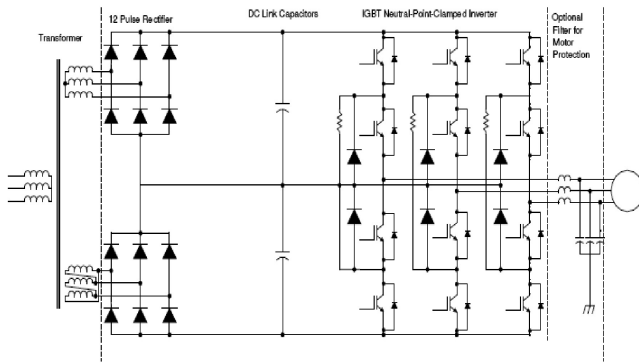 Transformer
12 Pulse Rectifier
DC Link Capacitors
IGBT Neutral-Point-Clamped Inverter
Optional
Filter for
Motor
Protection